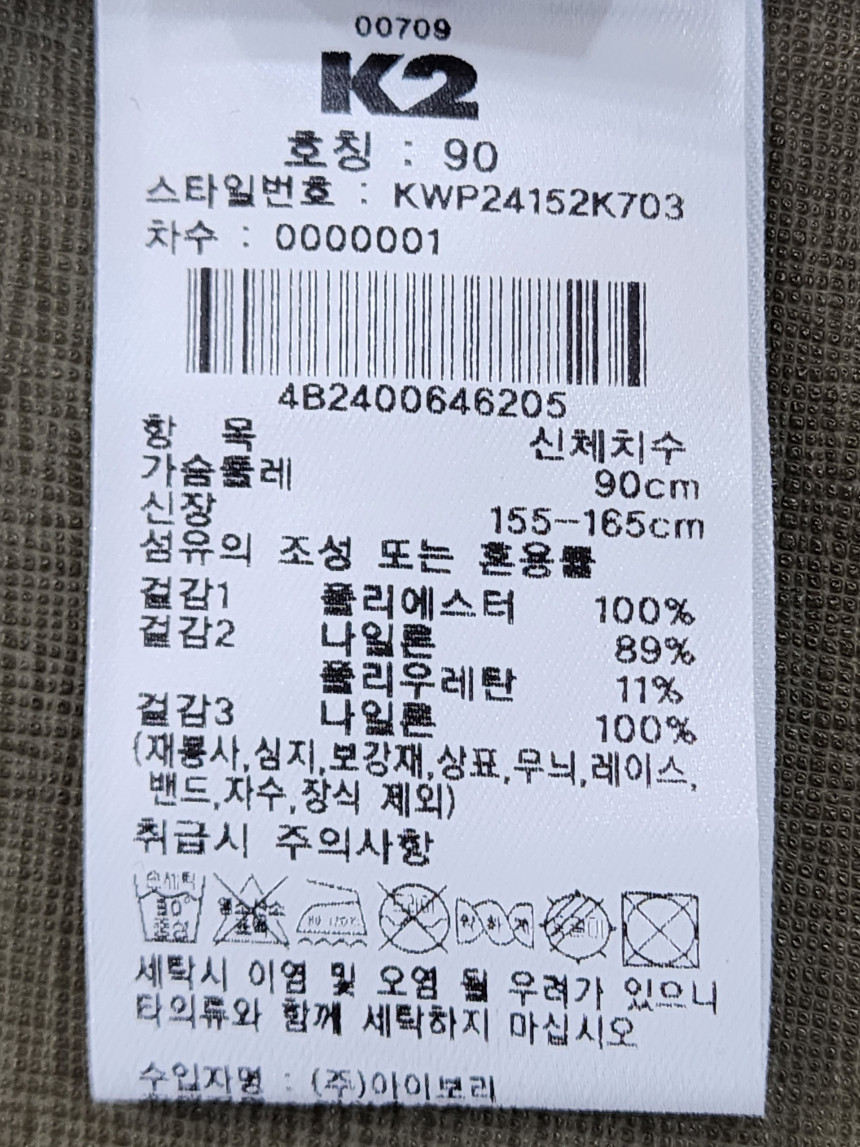 00709
K2
호칭 : 90
스타일번호 : KWP24152K703
차수 : 0000001
4B2400646205
항 목 신체치수
가슴둘레 90cm
신장 155-165cm
섬유의 조성 또는 혼용률
겉감1 폴리에스터 100%
겉감2 나일론 89%
폴리우레탄 11%
겉감3 나일론 100%
(재봉사,심지,보강재,상표,무늬,레이스,
밴드,자수,장식 제외)
취급시 주의사항
손세탁 드라이
세탁시 이염 및 오염 될 우려가 있으니
타의류와 함께 세탁하지 마십시오
수입자명 : (주)아이보리